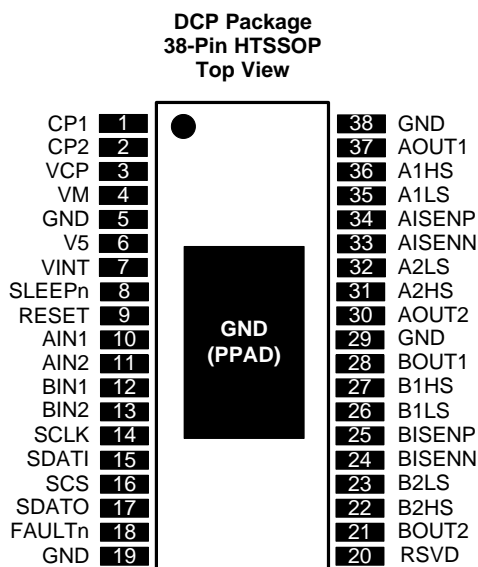 DCP Package
38-Pin HTSSOP
Top View
CP1 1 38 GND
CP2 2 37 AOUT1
VCP 3 36 A1HS
VM 4 35 A1LS
GND 5 34 AISENP
V5 6 33 AISENN
VINT 7 32 A2LS
SLEEPn 8 31 A2HS
RESET 9 30 AOUT2
AIN1 10 29 GND
AIN2 11 28 BOUT1
BIN1 12 27 B1HS
BIN2 13 26 B1LS
SCLK 14 25 BISENP
SDATI 15 24 BISENN
SCS 16 23 B2LS
SDATO 17 22 B2HS
FAULTn 18 21 BOUT2
GND 19 20 RSVD
GND
(PPAD)